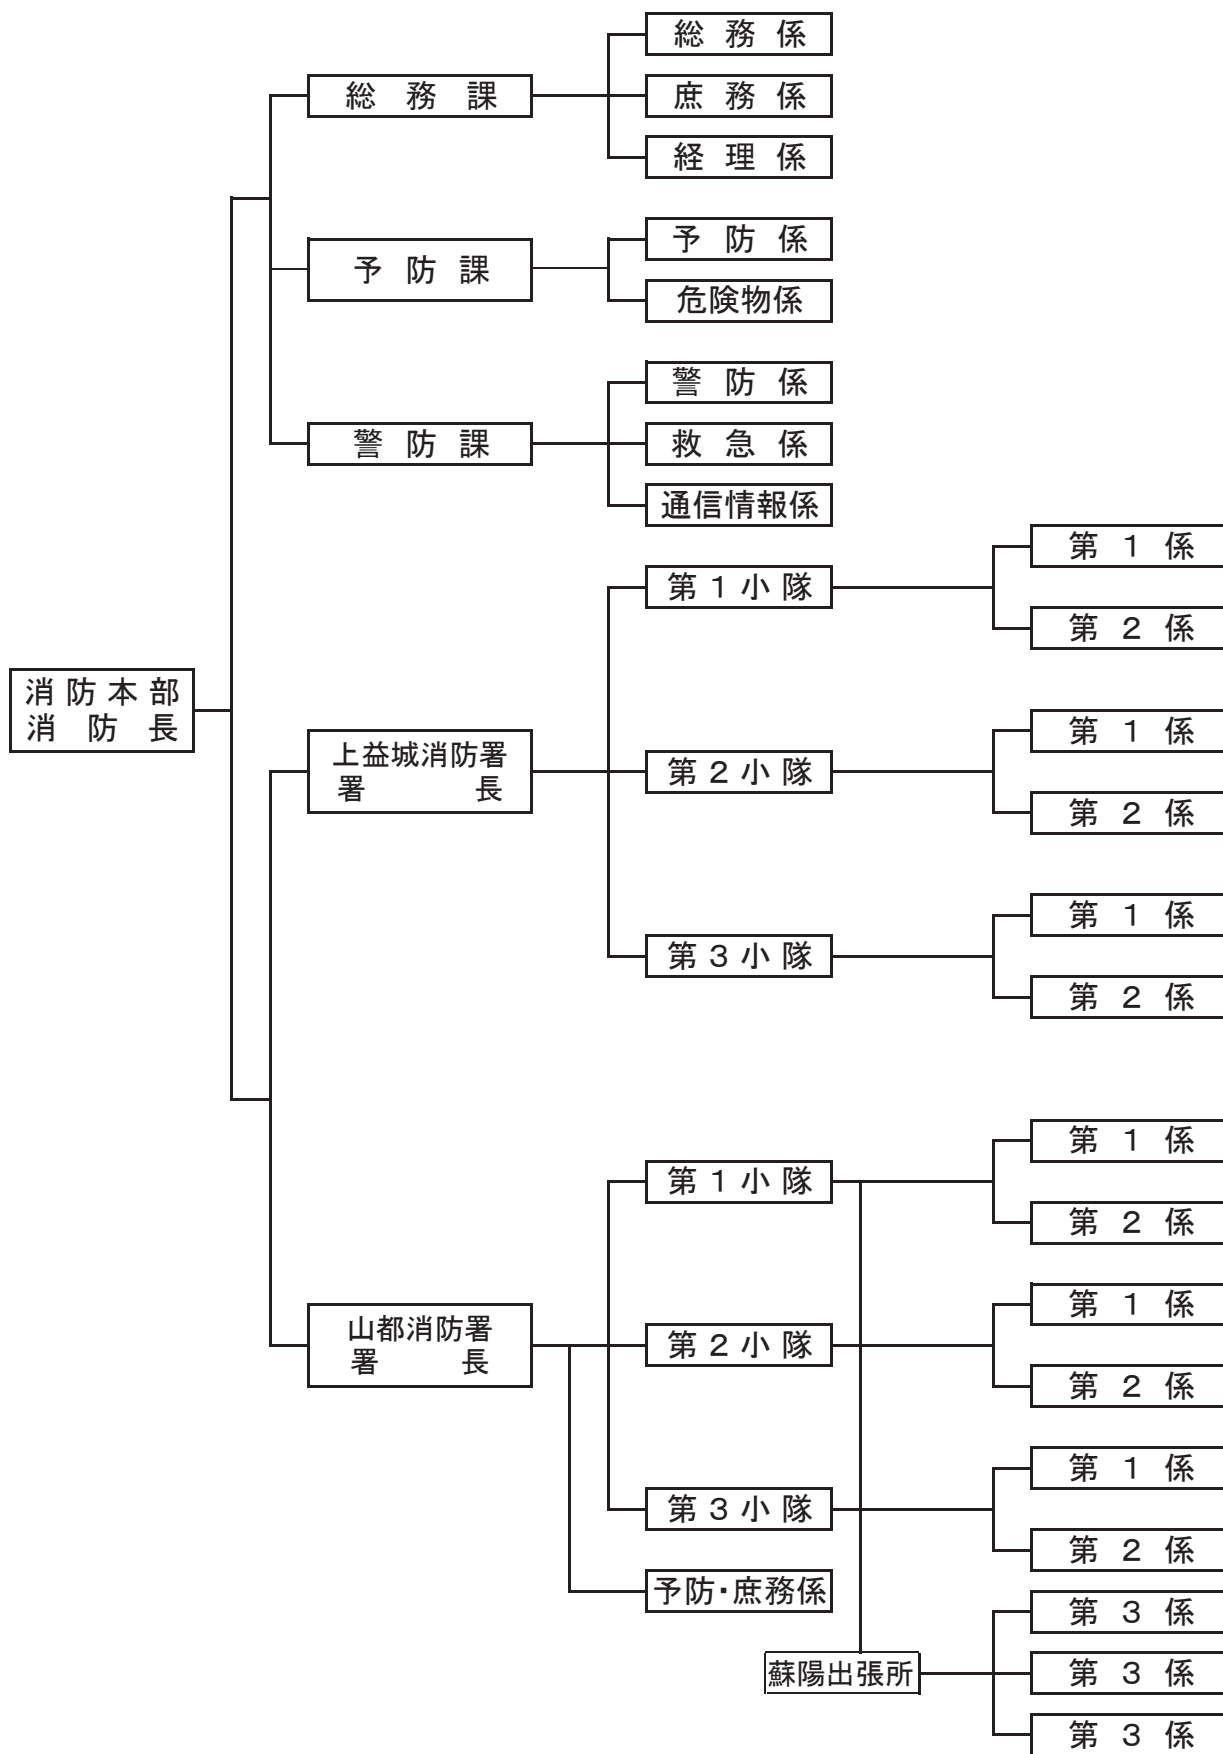 総務係
総務課
庶務係
経理係
予防係
予防課
危険物係
警防係
警防課
救急係
通信情報係
第1係
第1小隊
第2係
消防本部
消防長
上益城消防署
署長
第1係
第2小隊
第2係
第1係
第3小隊
第2係
第1係
第1小隊
第2係
山都消防署
署長
第1係
第2小隊
第2係
第1係
第3小隊
第2係
予防・庶務係
第3係
蘇陽出張所
第3係
第3係